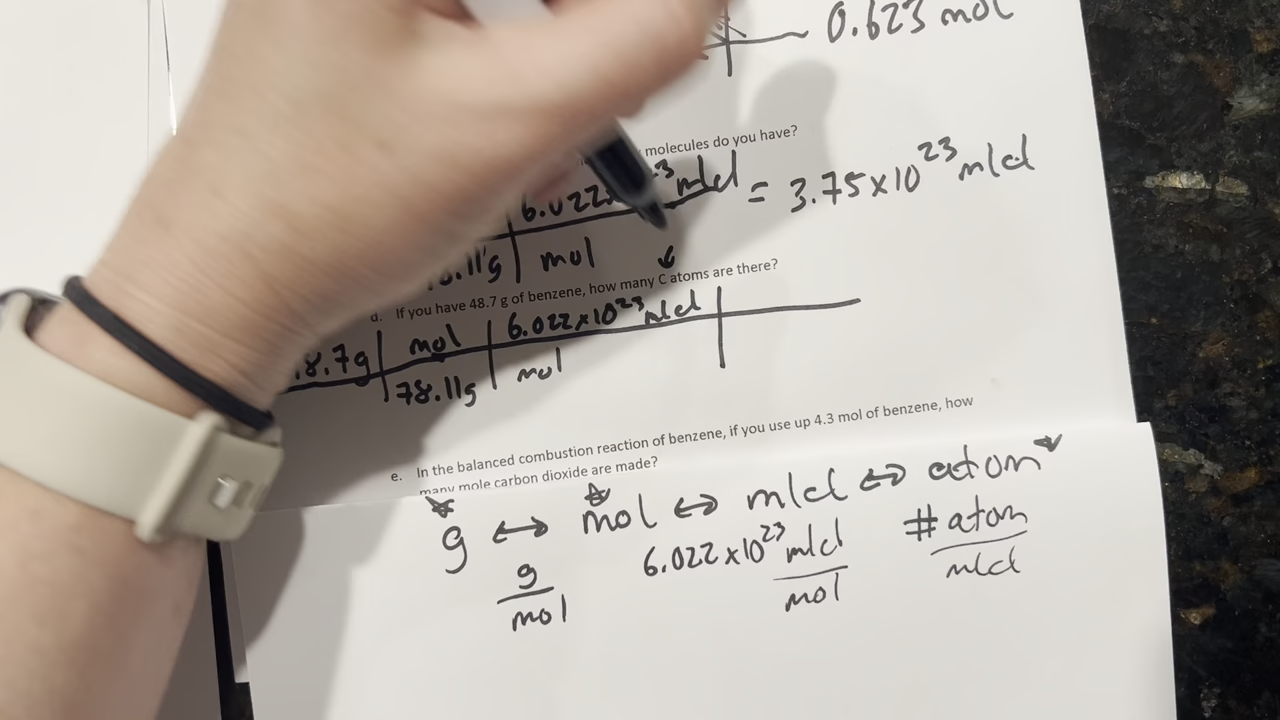 0.623 mol
molecules do you have?
mlcl = 3.75x10^23 mlcl
mol
d. If you have 48.7 g of benzene, how many C atoms are there?
8.7g | mol | 6.022x10^23 mlcl
78.11g | mol
e. In the balanced combustion reaction of benzene, if you use up 4.3 mol of benzene, how
many mole carbon dioxide are made?
g ↔ mol ↔ mlcl ↔ atom
g/mol 6.022x10^23 mlcl/mol # atom/mlcl